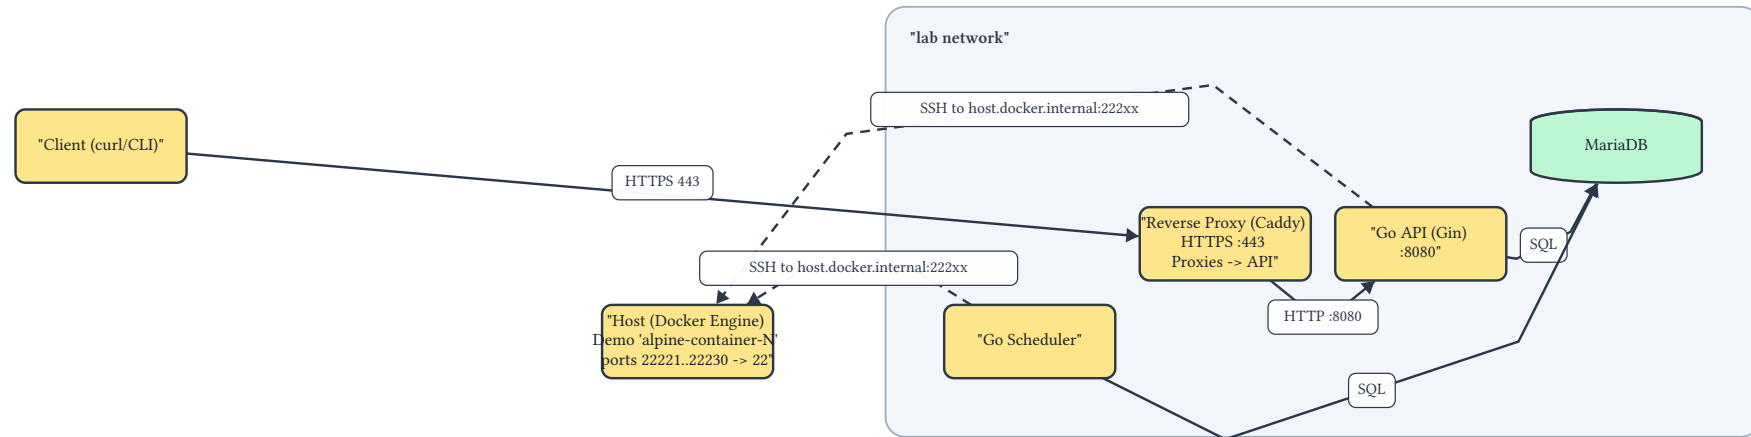 "lab network"
SSH to host.docker.internal:222xx
"Client (curl/CLI)"
MariaDB
HTTPS 443
"Reverse Proxy (Caddy)
HTTPS :443
Proxies -> API"
"Go API (Gin)
:8080"
SQL
SSH to host.docker.internal:222xx
HTTP :8080
"Host (Docker Engine)
Demo 'alpine-container-N'
ports 22221..22230 -> 22"
"Go Scheduler"
SQL